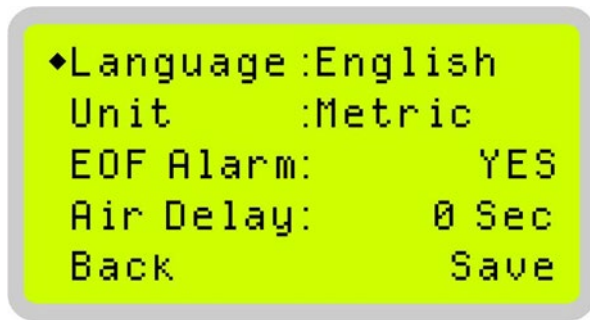 ◆Language:English
Unit :Metric
EOF Alarm: YES
Air Delay: 0 Sec
Back Save